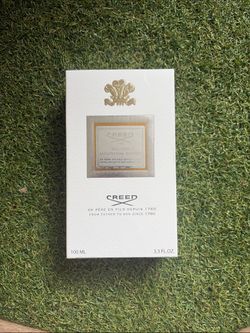 CREED
CREED
DE PÈRE EN FILS DEPUIS 1760
FROM FATHER TO SON SINCE 1760
100 ML 3,3 FL.OZ